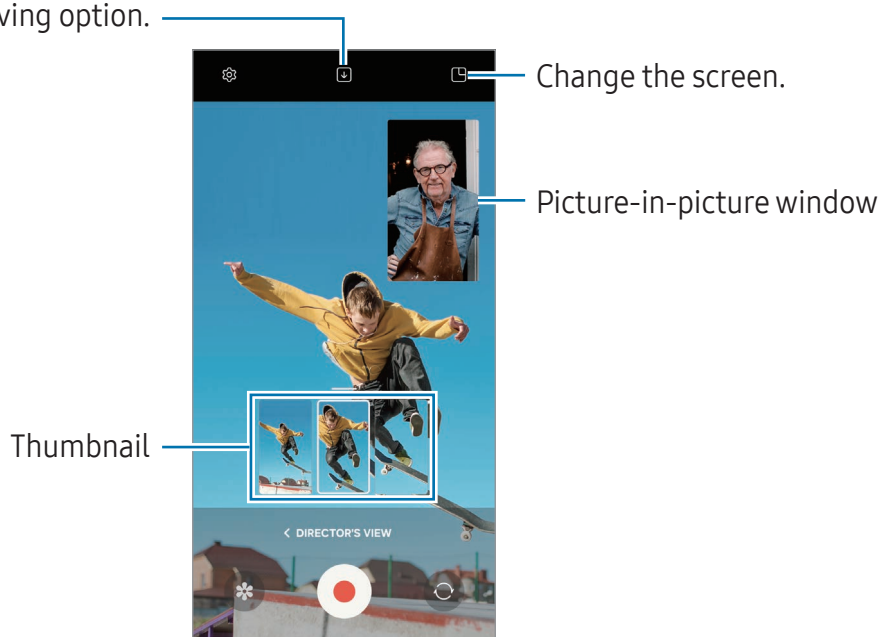 ving option.
Change the screen.
Picture-in-picture window
Thumbnail
< DIRECTOR'S VIEW